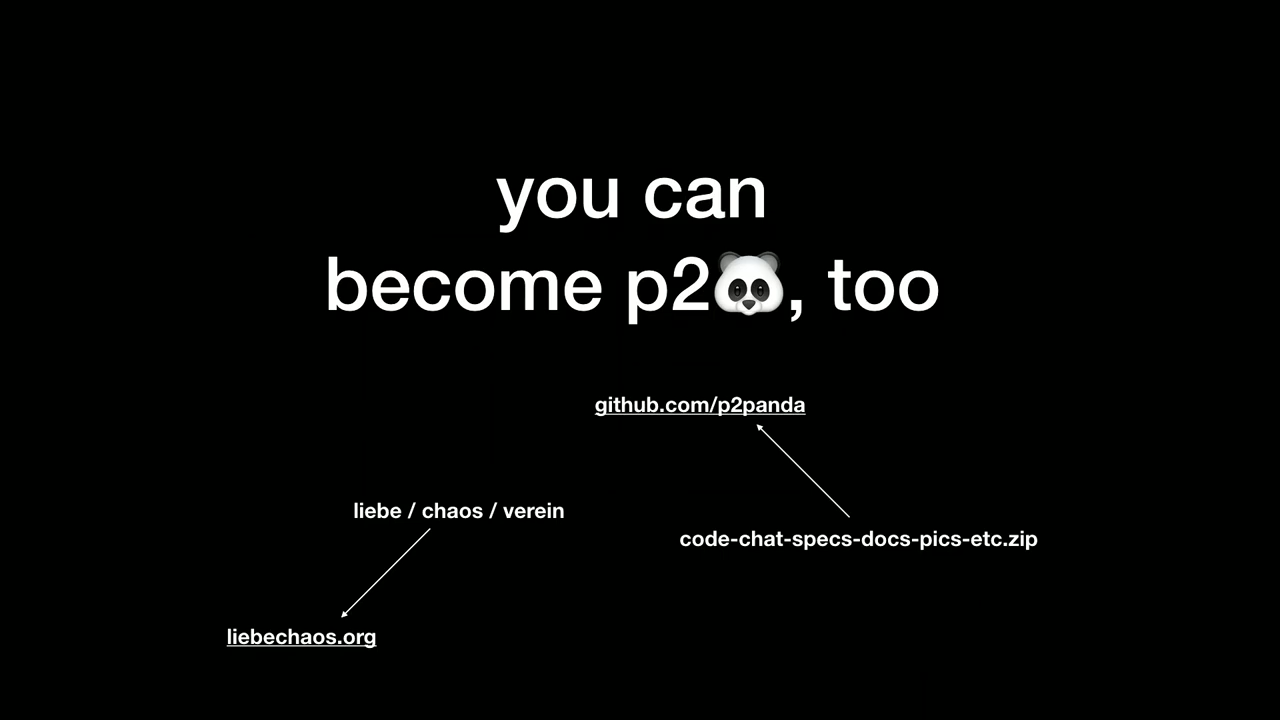 you can
become p2🐼, too
github.com/p2panda
liebe / chaos / verein
code-chat-specs-docs-pics-etc.zip
liebechaos.org